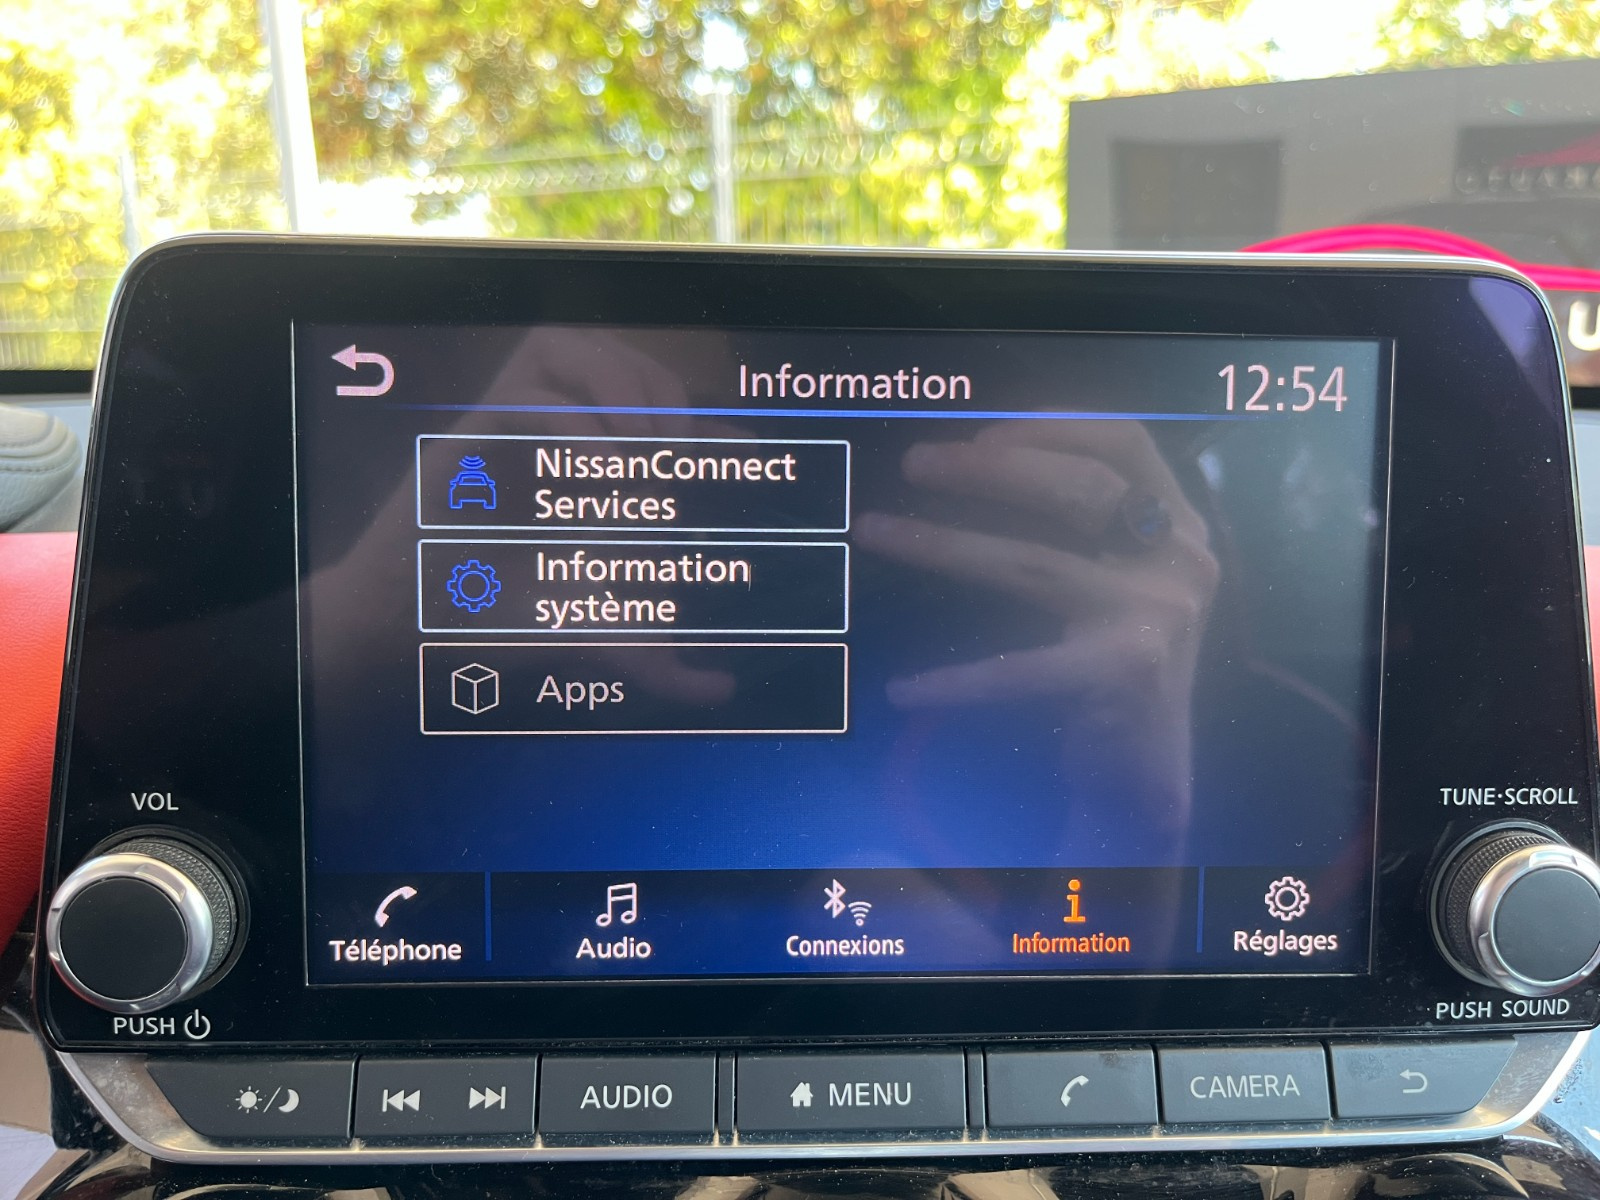 Information
12:54
NissanConnect
Services
Information
système
Apps
VOL
TUNE·SCROLL
Téléphone
Audio
Connexions
Information
Réglages
PUSH
PUSH SOUND
AUDIO
MENU
CAMERA